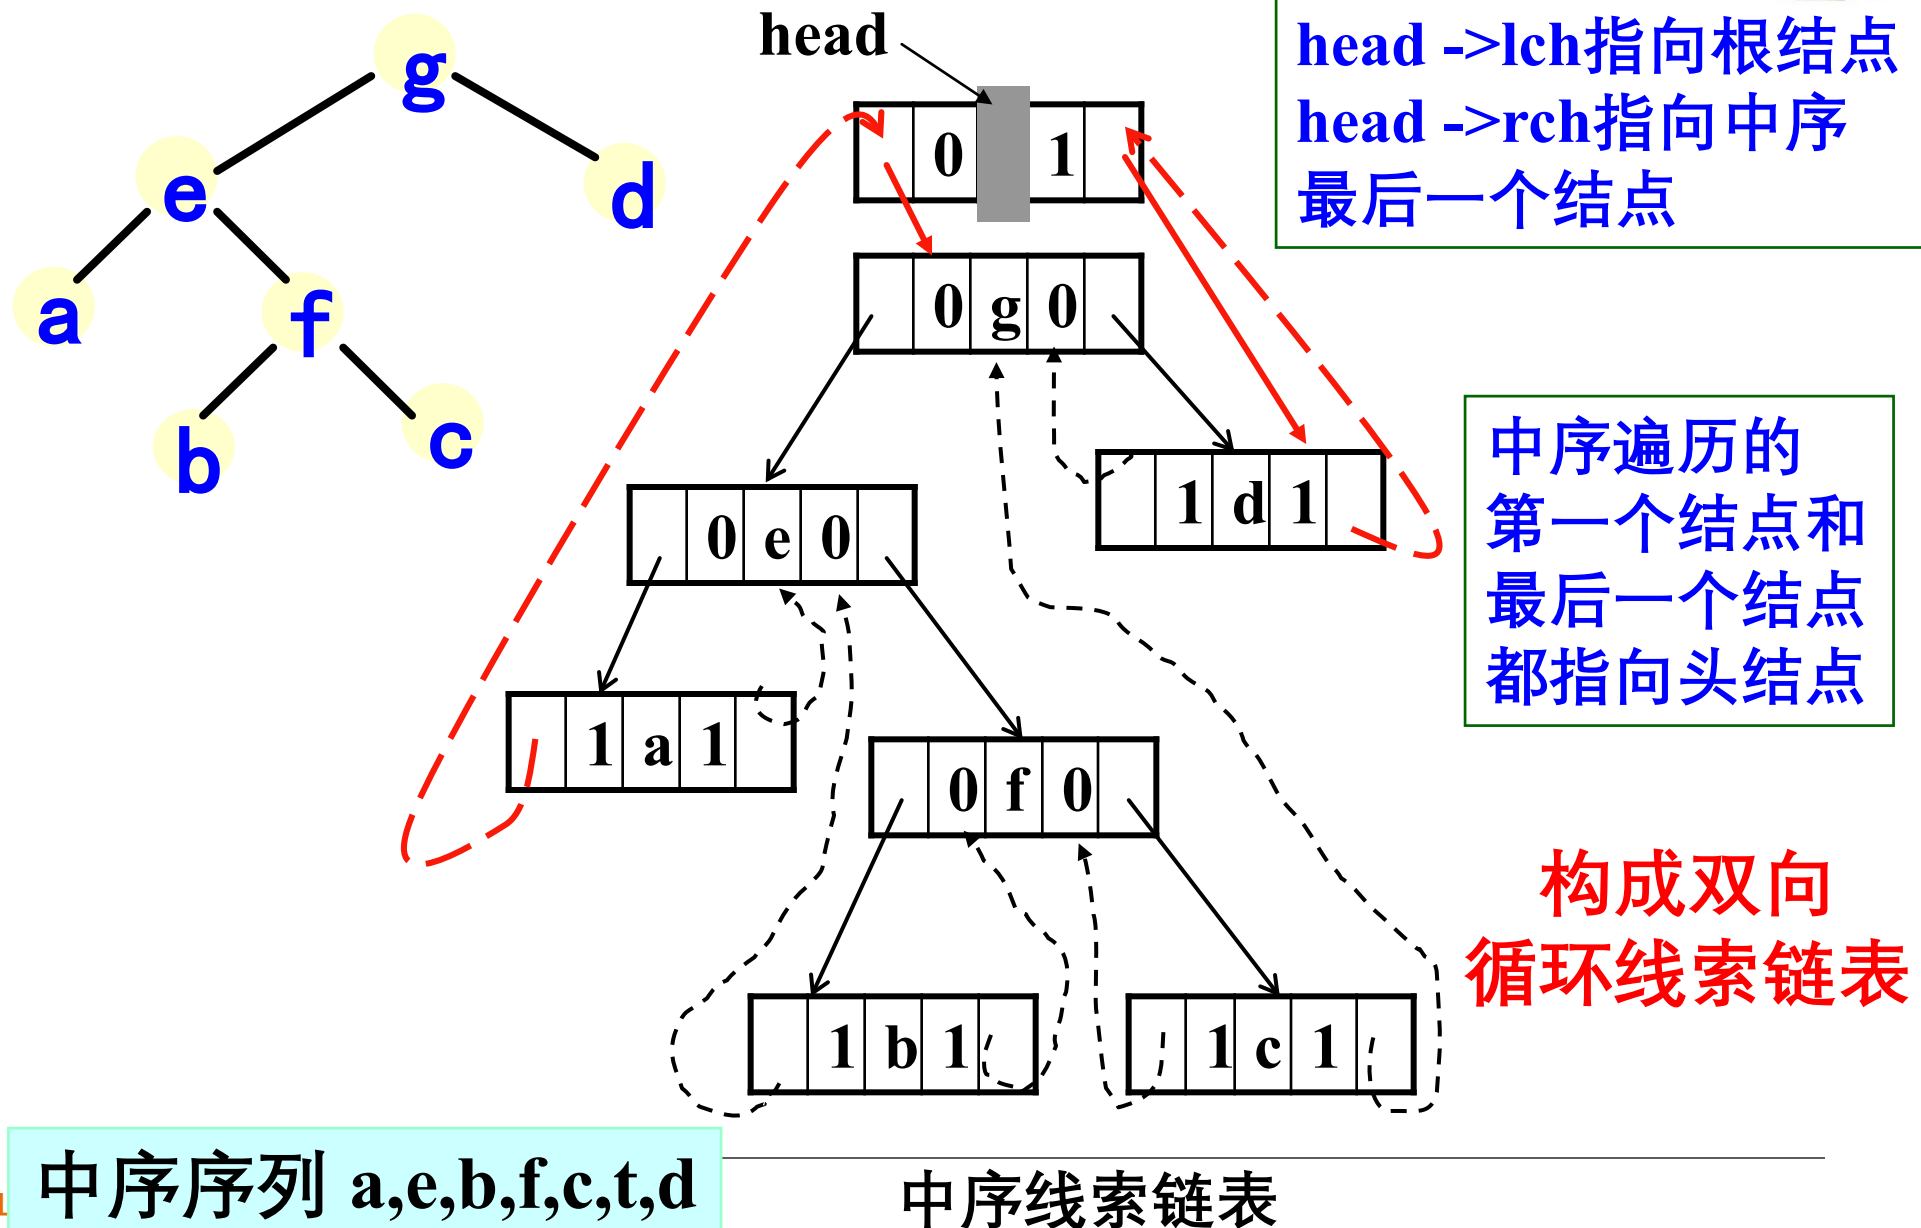 g
e
d
a
f
b
c
head
0 1
0 g 0
0 e 0
1 d 1
1 a 1
0 f 0
1 b 1
1 c 1
head ->lch指向根结点
head ->rch指向中序
最后一个结点
中序遍历的
第一个结点和
最后一个结点
都指向头结点
构成双向
循环线索链表
中序序列 a,e,b,f,c,t,d
中序线索链表